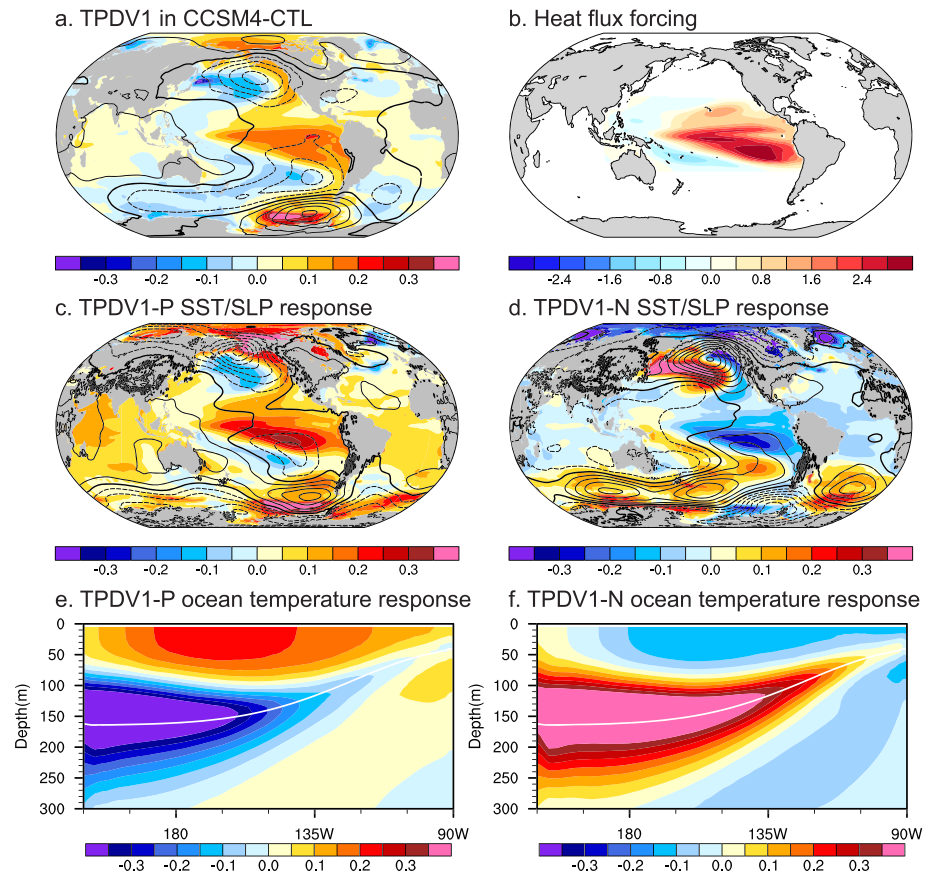 a. TPDV1 in CCSM4-CTL
b. Heat flux forcing
-0.3 -0.2 -0.1 0.0 0.1 0.2 0.3
-2.4 -1.6 -0.8 0.0 0.8 1.6 2.4
c. TPDV1-P SST/SLP response
d. TPDV1-N SST/SLP response
-0.3 -0.2 -0.1 0.0 0.1 0.2 0.3
-0.3 -0.2 -0.1 0.0 0.1 0.2 0.3
e. TPDV1-P ocean temperature response
f. TPDV1-N ocean temperature response
Depth(m)
0
50
100
150
200
250
300
180 135W 90W
-0.3 -0.2 -0.1 0.0 0.1 0.2 0.3
Depth(m)
0
50
100
150
200
250
300
180 135W 90W
-0.3 -0.2 -0.1 0.0 0.1 0.2 0.3